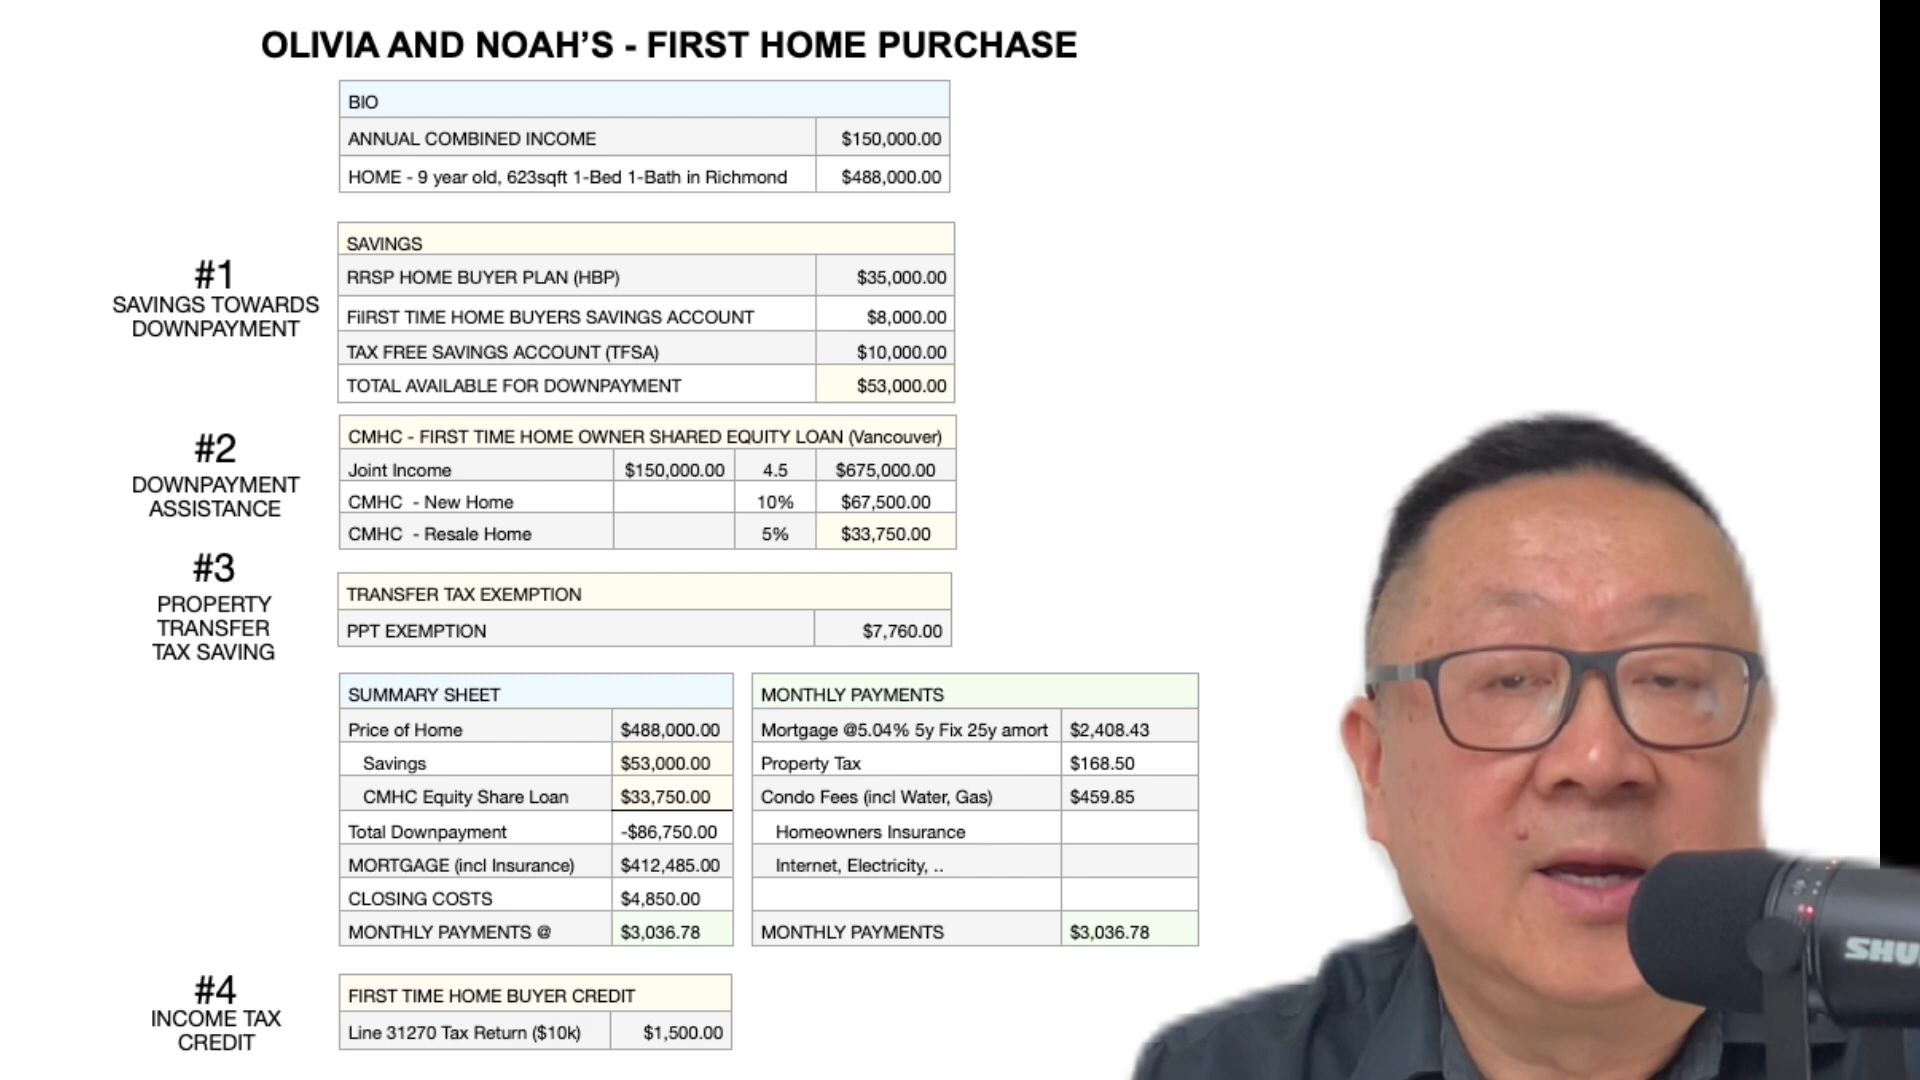 OLIVIA AND NOAH'S - FIRST HOME PURCHASE
BIO
ANNUAL COMBINED INCOME $150,000.00
HOME - 9 year old, 623sqft 1-Bed 1-Bath in Richmond $488,000.00
#1
SAVINGS TOWARDS
DOWNPAYMENT
SAVINGS
RRSP HOME BUYER PLAN (HBP) $35,000.00
FiIRST TIME HOME BUYERS SAVINGS ACCOUNT $8,000.00
TAX FREE SAVINGS ACCOUNT (TFSA) $10,000.00
TOTAL AVAILABLE FOR DOWNPAYMENT $53,000.00
#2
DOWNPAYMENT
ASSISTANCE
CMHC - FIRST TIME HOME OWNER SHARED EQUITY LOAN (Vancouver)
Joint Income $150,000.00 4.5 $675,000.00
CMHC - New Home 10% $67,500.00
CMHC - Resale Home 5% $33,750.00
#3
PROPERTY
TRANSFER
TAX SAVING
TRANSFER TAX EXEMPTION
PPT EXEMPTION $7,760.00
SUMMARY SHEET
Price of Home $488,000.00
Savings $53,000.00
CMHC Equity Share Loan $33,750.00
Total Downpayment -$86,750.00
MORTGAGE (incl Insurance) $412,485.00
CLOSING COSTS $4,850.00
MONTHLY PAYMENTS @ $3,036.78
MONTHLY PAYMENTS
Mortgage @5.04% 5y Fix 25y amort $2,408.43
Property Tax $168.50
Condo Fees (incl Water, Gas) $459.85
Homeowners Insurance
Internet, Electricity, ..
MONTHLY PAYMENTS $3,036.78
#4
INCOME TAX
CREDIT
FIRST TIME HOME BUYER CREDIT
Line 31270 Tax Return ($10k) $1,500.00
SHU